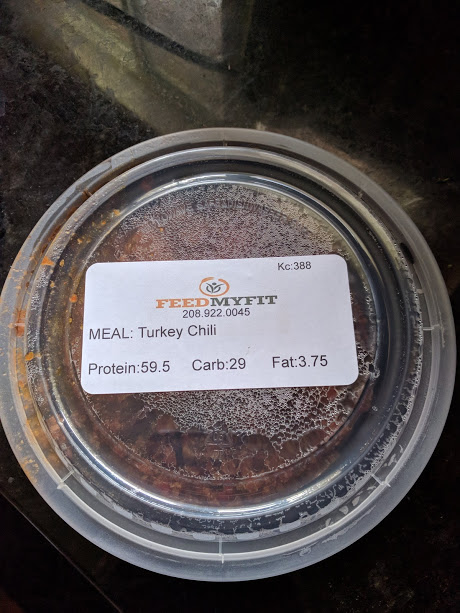 Kc:388
FEEDMYFIT
208.922.0045
MEAL: Turkey Chili
Protein:59.5 Carb:29 Fat:3.75